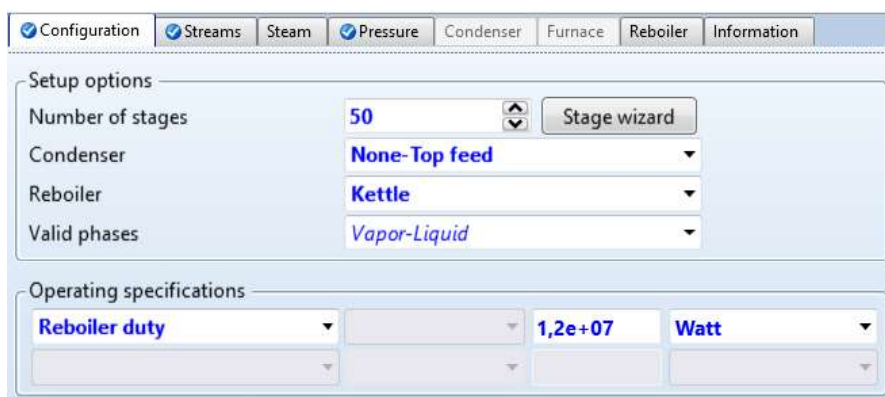 Configuration Streams Steam Pressure Condenser Furnace Reboiler Information
Setup options
Number of stages 50 Stage wizard
Condenser None-Top feed
Reboiler Kettle
Valid phases Vapor-Liquid
Operating specifications
Reboiler duty 1,2e+07 Watt